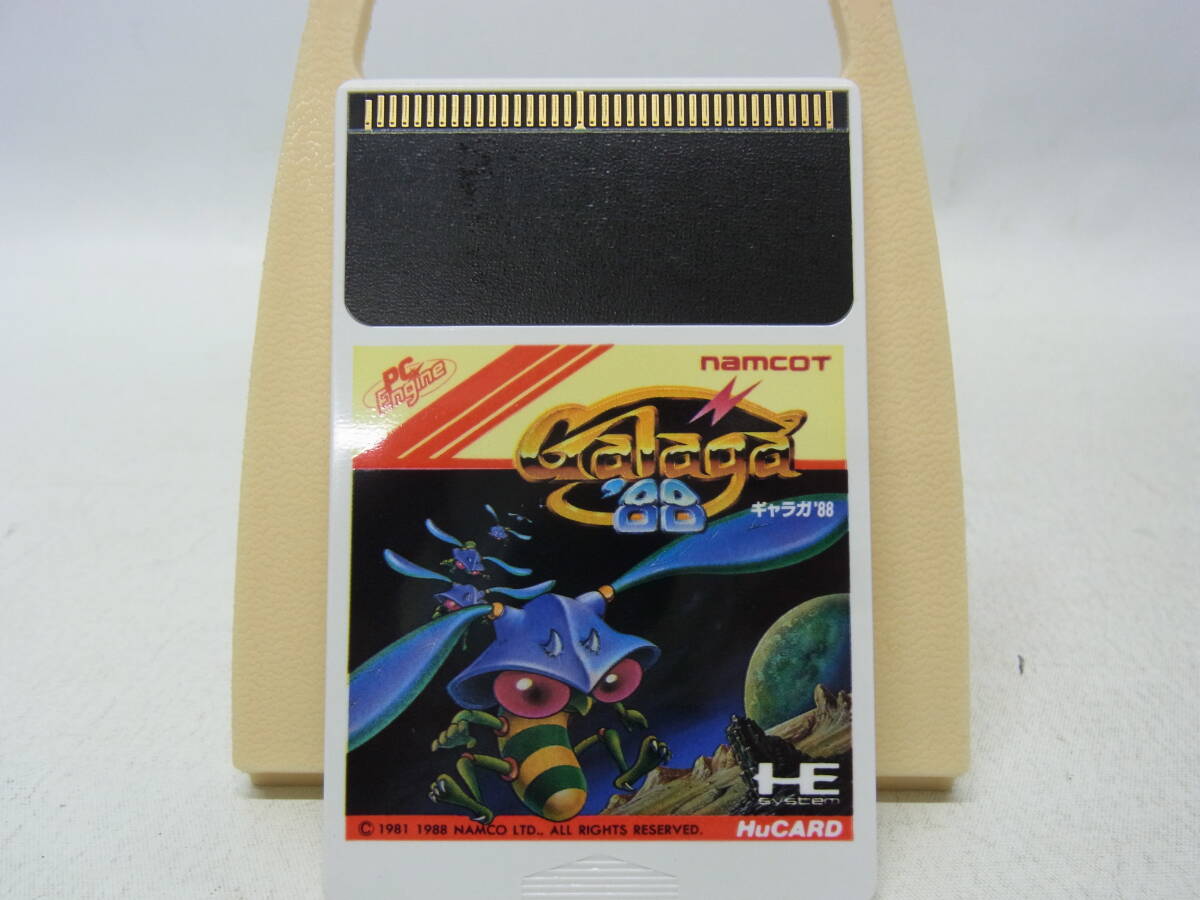 PC Engine
namcoT
Galaga
'88
ギャラガ'88
HE
system
© 1981 1988 NAMCO LTD., ALL RIGHTS RESERVED.
HuCARD